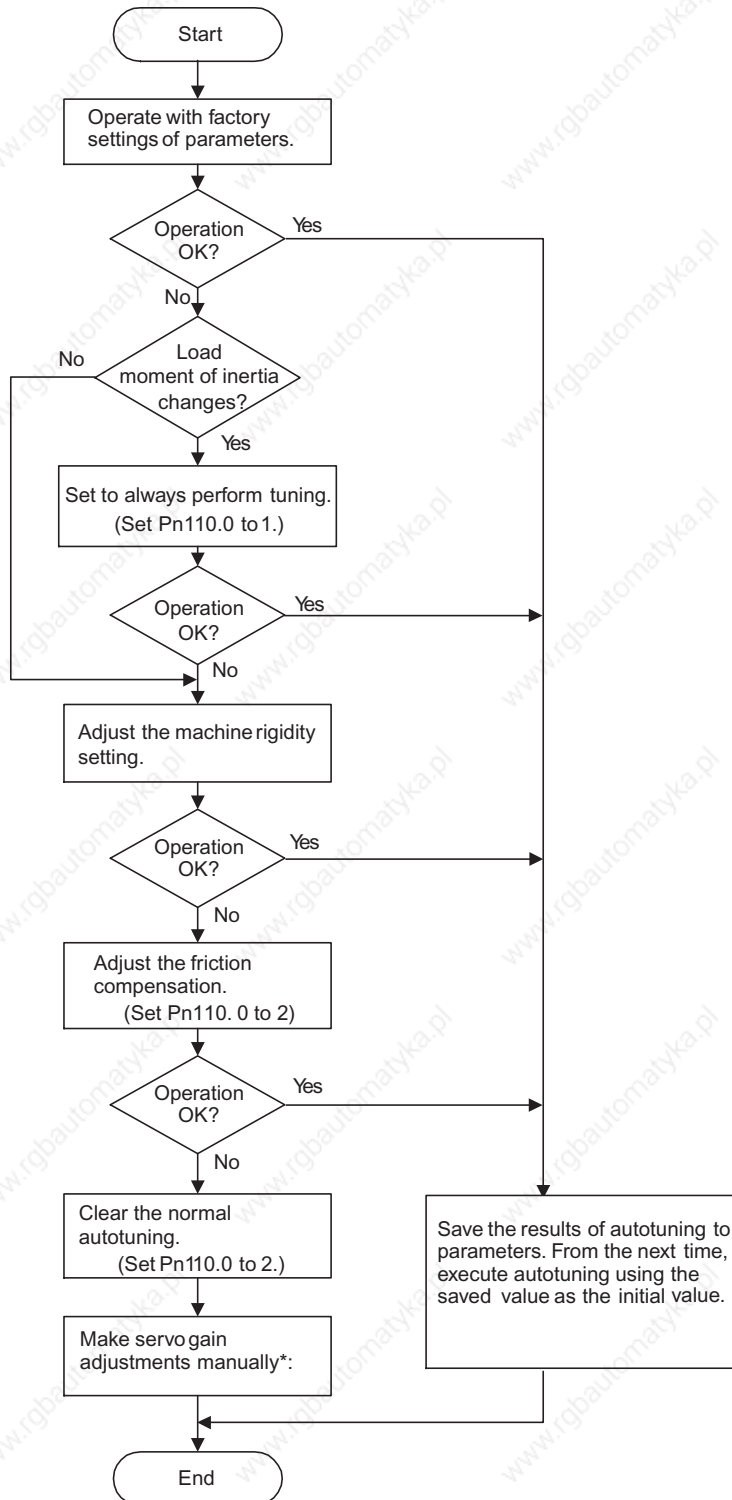 Start
Operate with factory
settings of parameters.
Operation
OK?
Yes
No
Load
moment of inertia
changes?
No
Yes
Set to always perform tuning.
(Set Pn110.0 to 1.)
Operation
OK?
Yes
No
Adjust the machine rigidity
setting.
Operation
OK?
Yes
No
Adjust the friction
compensation.
(Set Pn110. 0 to 2)
Operation
OK?
Yes
No
Clear the normal
autotuning.
(Set Pn110.0 to 2.)
Save the results of autotuning to
parameters. From the next time,
execute autotuning using the
saved value as the initial value.
Make servo gain
adjustments manually*:
End
www.rgbautomatyka.pl